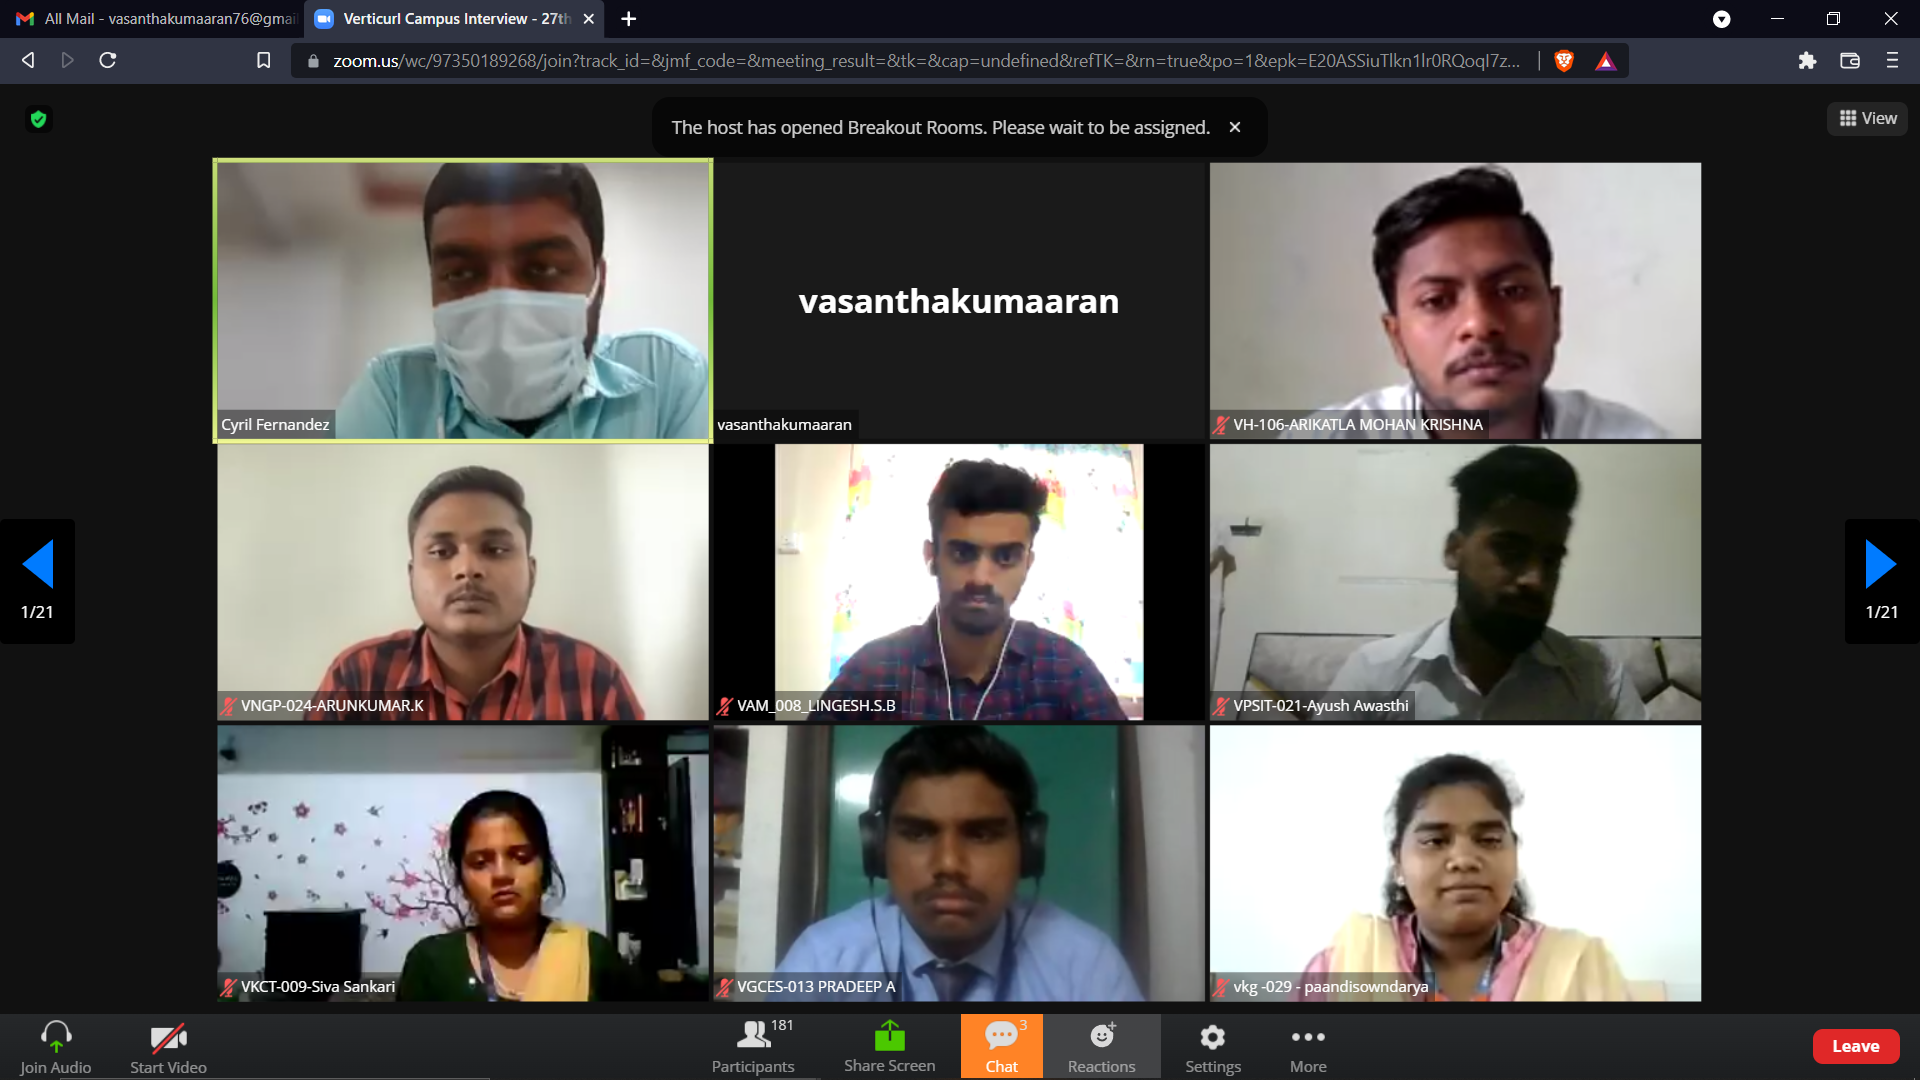 All Mail - vasanthakumaaran76@gmai
Verticurl Campus Interview - 27th
zoom.us/wc/97350189268/join?track_id=&jmf_code=&meeting_result=&tk=&cap=undefined&refTK=&rn=true&po=1&epk=E20ASSiuTlkn1lr0RQoqI7z...
The host has opened Breakout Rooms. Please wait to be assigned.
View
vasanthakumaaran
Cyril Fernandez
vasanthakumaaran
VH-106-ARIKATLA MOHAN KRISHNA
1/21
1/21
VNGP-024-ARUNKUMAR.K
VAM_008_LINGESH.S.B
VPSIT-021-Ayush Awasthi
VKCT-009-Siva Sankari
VGCES-013 PRADEEP A
vkg -029 - paandisowndarya
181
3
Join Audio
Start Video
Participants
Share Screen
Chat
Reactions
Settings
More
Leave